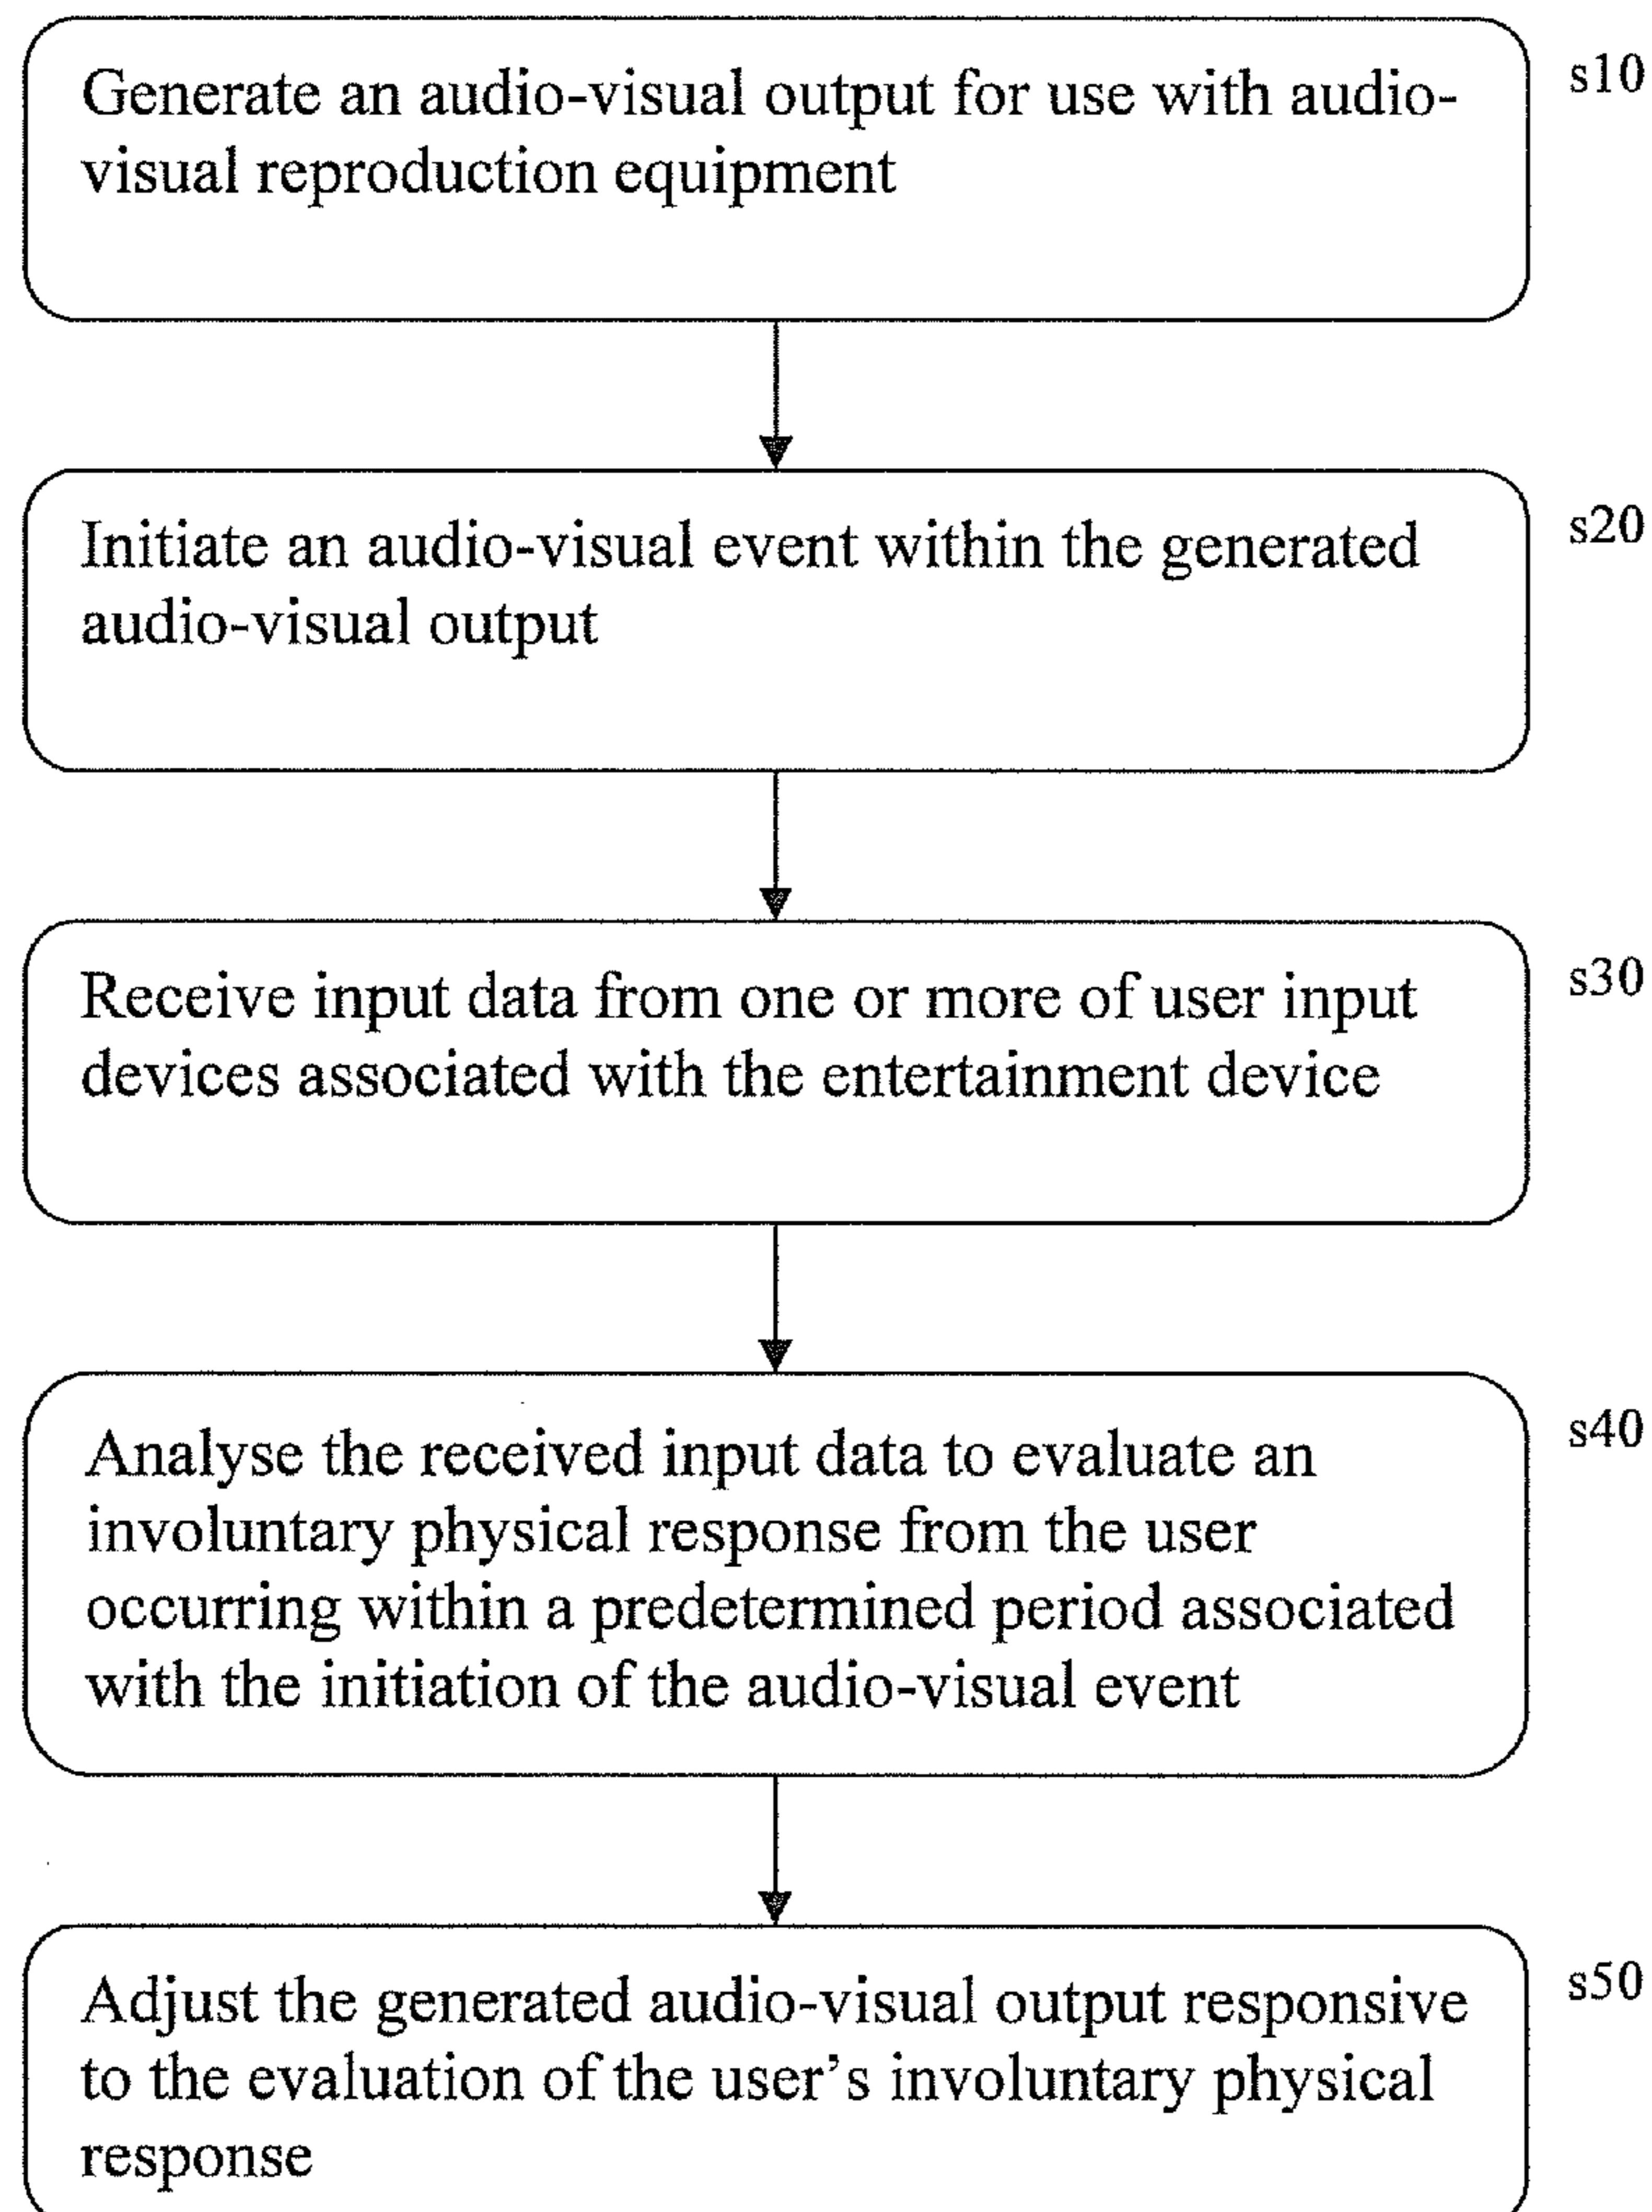 Generate an audio-visual output for use with audio-
visual reproduction equipment
s10
Initiate an audio-visual event within the generated
audio-visual output
s20
Receive input data from one or more of user input
devices associated with the entertainment device
s30
Analyse the received input data to evaluate an
involuntary physical response from the user
occurring within a predetermined period associated
with the initiation of the audio-visual event
s40
Adjust the generated audio-visual output responsive
to the evaluation of the user’s involuntary physical
response
s50